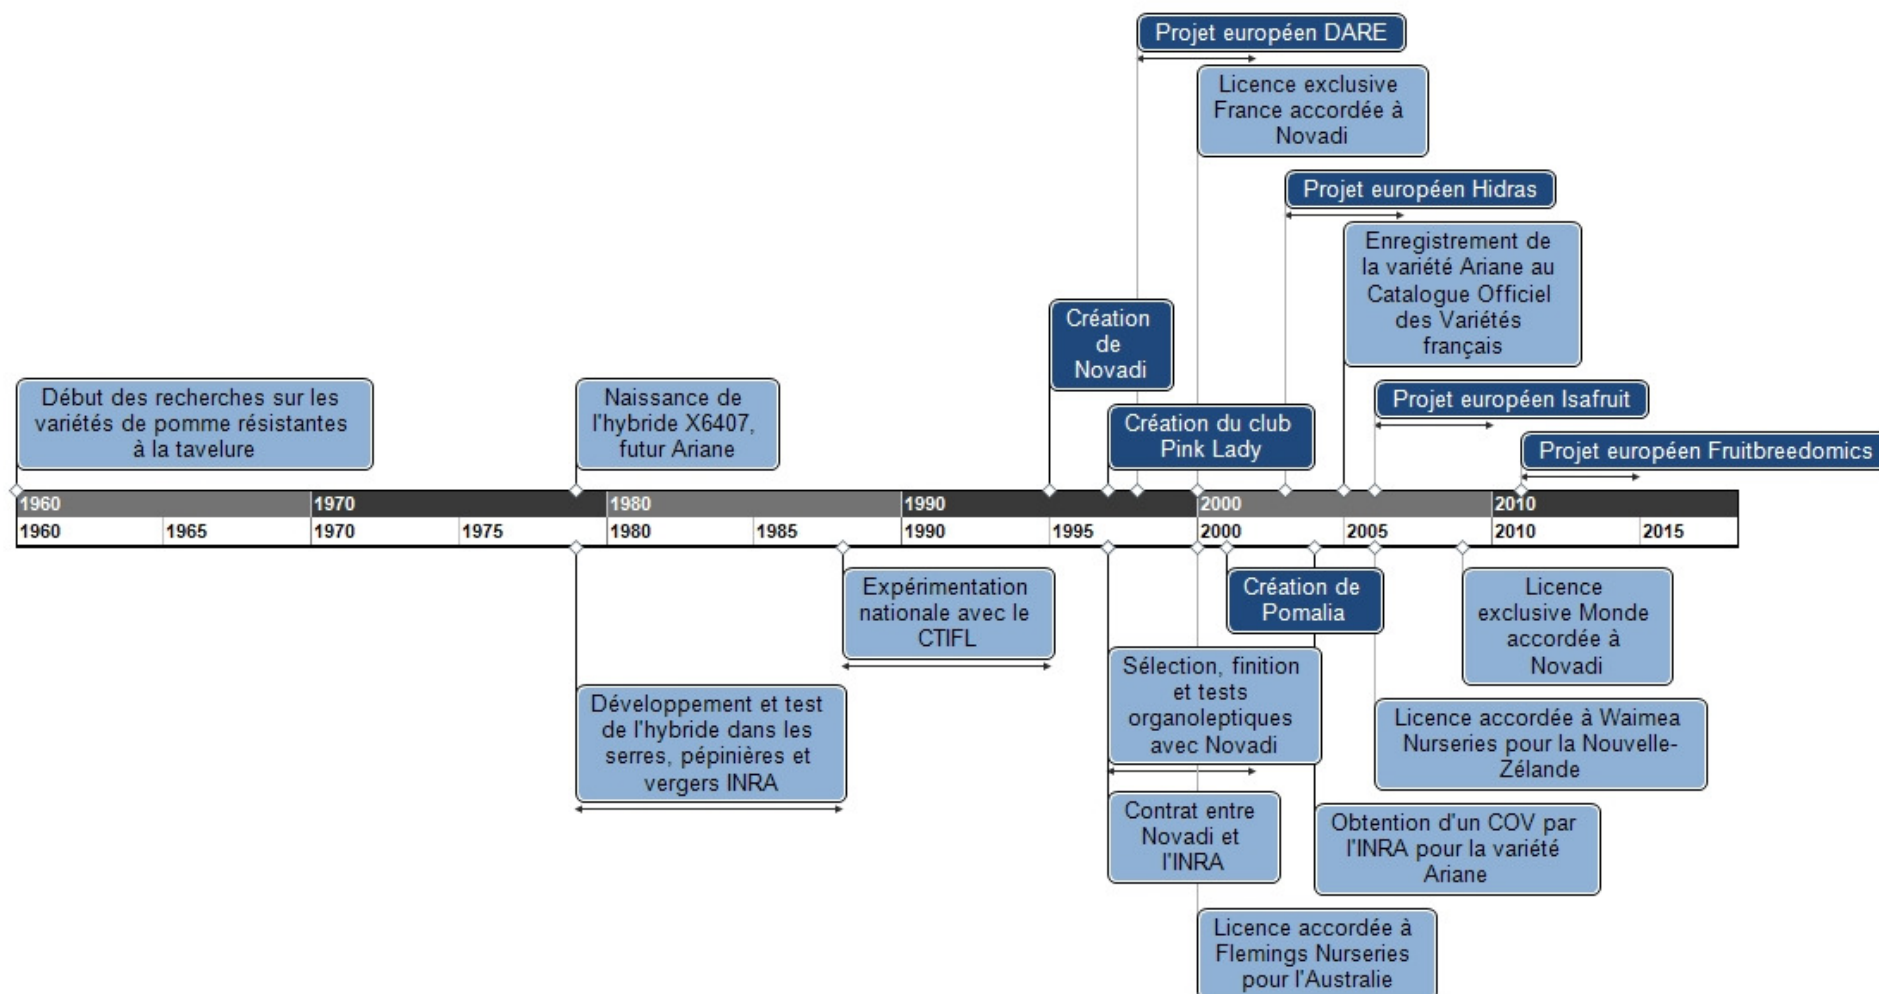 Projet européen DARE
Licence exclusive
France accordée à
Novadi
Projet européen Hidras
Enregistrement de
la variété Ariane au
Catalogue Officiel
des Variétés
français
Création
de
Novadi
Début des recherches sur les
variétés de pomme résistantes
à la tavelure
Naissance de
l'hybride X6407,
futur Ariane
Projet européen Isafruit
Création du club
Pink Lady
Projet européen Fruitbreedomics
1960 1970 1980 1990 2000 2010
1960 1965 1970 1975 1980 1985 1990 1995 2000 2005 2010 2015
Expérimentation
nationale avec le
CTIFL
Création de
Pomalia
Licence
exclusive Monde
accordée à
Novadi
Sélection, finition
et tests
organoleptiques
avec Novadi
Développement et test
de l'hybride dans les
serres, pépinières et
vergers INRA
Licence accordée à Waimea
Nurseries pour la Nouvelle-
Zélande
Contrat entre
Novadi et
l'INRA
Obtention d'un COV par
l'INRA pour la variété
Ariane
Licence accordée à
Flemings Nurseries
pour l'Australie